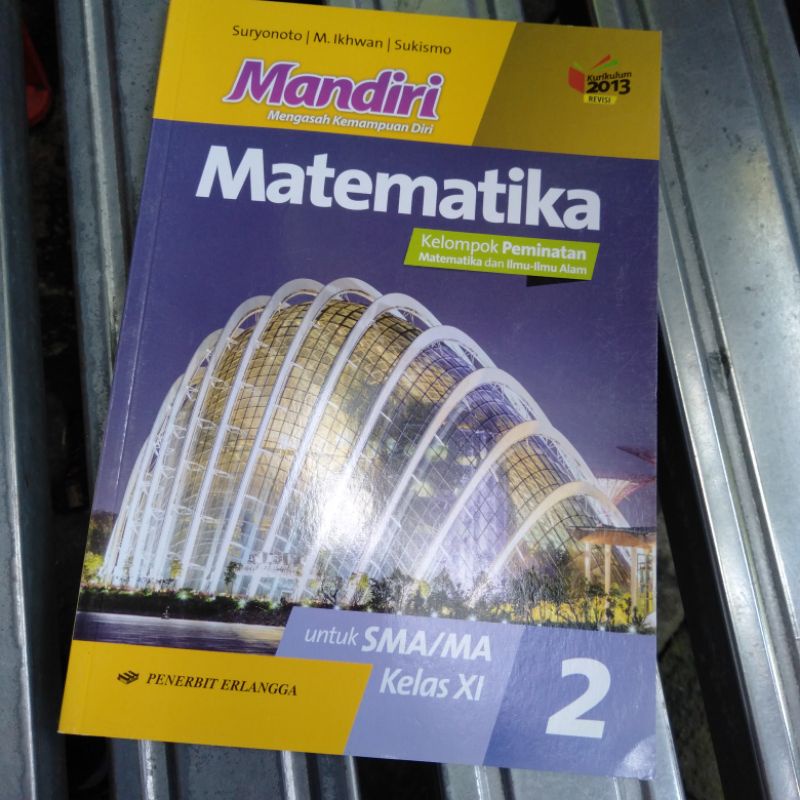 Suryonoto | M. Ikhwan | Sukismo
Kurikulum
2013
REVISI
Mandiri
Mengasah Kemampuan Diri
Matematika
Kelompok Peminatan
Matematika dan Ilmu-Ilmu Alam
untuk SMA/MA
Kelas XI
2
PENERBIT ERLANGGA